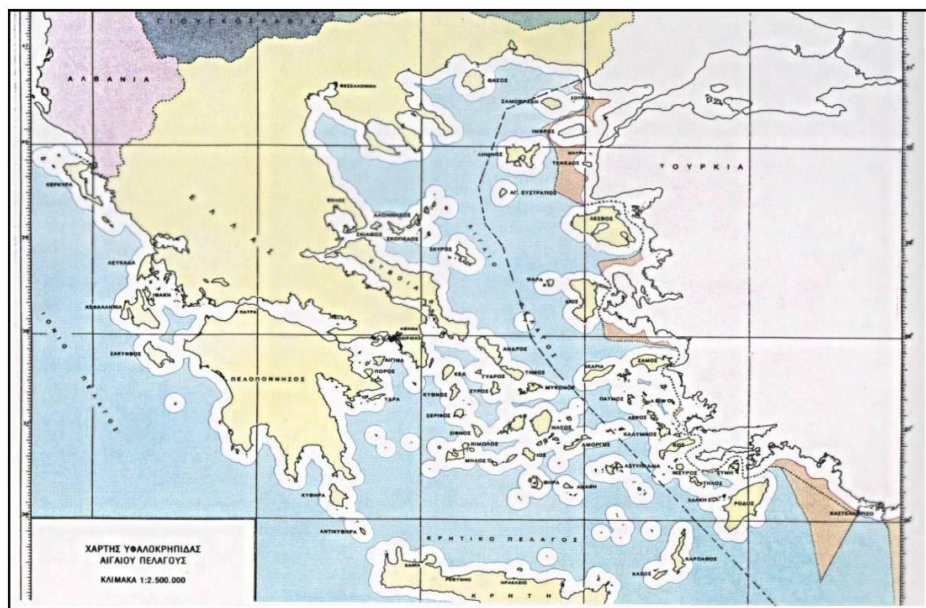 ΓΙΟΥΓΚΟΣΛΑΒΙΑ
ΑΛΒΑΝΙΑ
ΘΕΣΣΑΛΟΝΙΚΗ
ΘΑΣΟΣ
ΣΑΜΟΘΡΑΚΗ
ΙΜΒΡΟΣ
ΛΗΜΝΟΣ
ΤΕΝΕΔΟΣ
ΤΟΥΡΚΙΑ
ΚΕΡΚΥΡΑ
ΑΓ. ΕΥΣΤΡΑΤΙΟΣ
ΒΟΛΟΣ
ΑΛΟΝΝΗΣΟΣ
ΣΚΙΑΘΟΣ
ΣΚΟΠΕΛΟΣ
ΛΕΣΒΟΣ
ΕΛΛΑΣ
ΑΙΓΑΙΟ ΠΕΛΑΓΟΣ
ΣΚΥΡΟΣ
ΕΥΒΟΙΑ
ΛΕΥΚΑΔΑ
ΨΑΡΑ
ΧΙΟΣ
ΙΘΑΚΗ
ΚΕΦΑΛΛΗΝΙΑ
ΠΑΤΡΑ
ΙΟΝΙΟ ΠΕΛΑΓΟΣ
ΑΘΗΝΑ
ΑΝΔΡΟΣ
ΖΑΚΥΝΘΟΣ
ΑΙΓΙΝΑ
ΣΑΜΟΣ
ΠΟΡΟΣ
ΚΕΑ
ΓΥΑΡΟΣ
ΤΗΝΟΣ
ΙΚΑΡΙΑ
ΠΕΛΟΠΟΝΝΗΣΟΣ
ΥΔΡΑ
ΚΥΘΝΟΣ
ΣΥΡΟΣ
ΜΥΚΟΝΟΣ
ΠΑΤΜΟΣ
ΣΕΡΙΦΟΣ
ΛΕΡΟΣ
ΣΙΦΝΟΣ
ΝΑΞΟΣ
ΚΑΛΥΜΝΟΣ
ΚΙΜΩΛΟΣ
ΑΜΟΡΓΟΣ
ΚΩΣ
ΜΗΛΟΣ
ΙΟΣ
ΑΣΤΥΠΑΛΑΙΑ
ΝΙΣΥΡΟΣ
ΣΥΜΗ
ΘΗΡΑ
ΑΝΑΦΗ
ΤΗΛΟΣ
ΚΥΘΗΡΑ
ΧΑΛΚΗ
ΡΟΔΟΣ
ΚΑΣΤΕΛΛΟΡΙΖΟ
ΑΝΤΙΚΥΘΗΡΑ
ΚΡΗΤΙΚΟ ΠΕΛΑΓΟΣ
ΚΑΡΠΑΘΟΣ
ΚΑΣΟΣ
ΧΑΝΙΑ
ΡΕΘΥΜΝΟ
ΗΡΑΚΛΕΙΟ
ΚΡΗΤΗ
ΧΑΡΤΗΣ ΥΦΑΛΟΚΡΗΠΙΔΑΣ
ΑΙΓΑΙΟΥ ΠΕΛΑΓΟΥΣ
ΚΛΙΜΑΚΑ 1:2.500.000